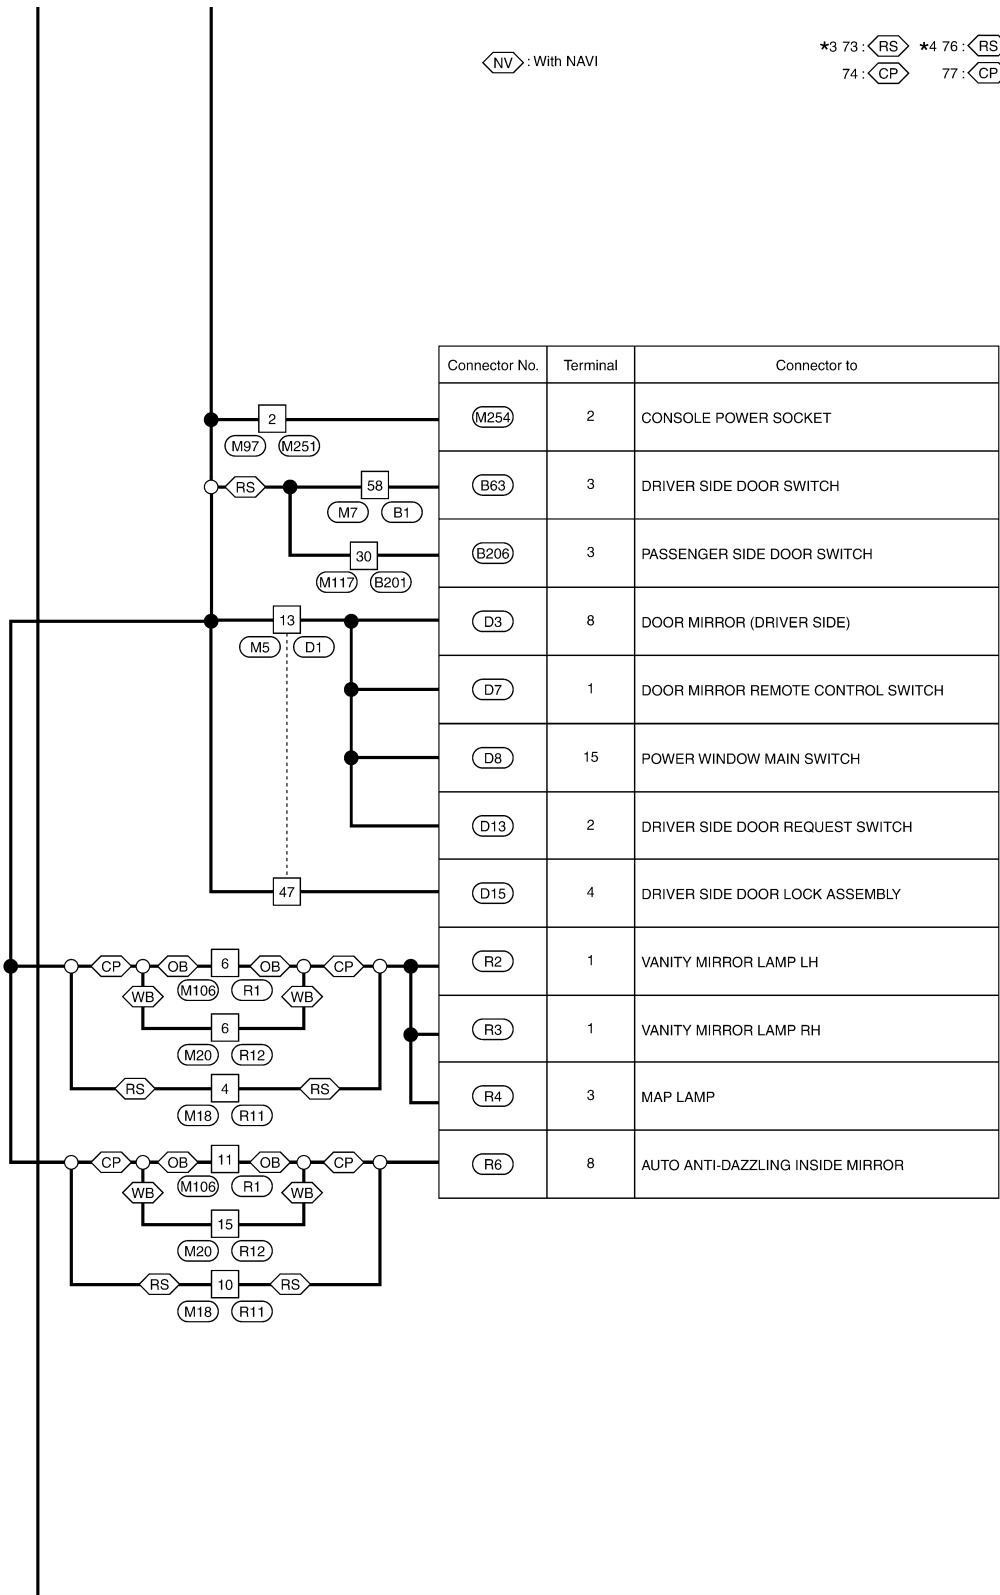 NV : With NAVI
*3 73 : RS *4 76 : RS
74 : CP 77 : CP
Connector No. Terminal Connector to
2 M254 2 CONSOLE POWER SOCKET
M97 M251
RS 58 B63 3 DRIVER SIDE DOOR SWITCH
M7 B1
30 B206 3 PASSENGER SIDE DOOR SWITCH
M117 B201
13 D3 8 DOOR MIRROR (DRIVER SIDE)
M5 D1
D7 1 DOOR MIRROR REMOTE CONTROL SWITCH
D8 15 POWER WINDOW MAIN SWITCH
D13 2 DRIVER SIDE DOOR REQUEST SWITCH
47 D15 4 DRIVER SIDE DOOR LOCK ASSEMBLY
CP OB 6 OB CP R2 1 VANITY MIRROR LAMP LH
WB M106 R1 WB
6 R3 1 VANITY MIRROR LAMP RH
M20 R12
RS 4 RS R4 3 MAP LAMP
M18 R11
CP OB 11 OB CP R6 8 AUTO ANTI-DAZZLING INSIDE MIRROR
WB M106 R1 WB
15
M20 R12
RS 10 RS
M18 R11